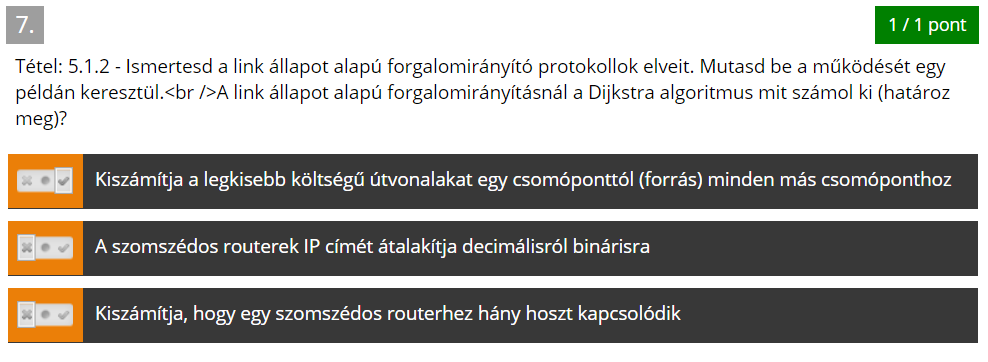 7.
1 / 1 pont
Tétel: 5.1.2 - Ismertesd a link állapot alapú forgalomirányító protokollok elveit. Mutasd be a működését egy
példán keresztül.<br />A link állapot alapú forgalomirányításnál a Dijkstra algoritmus mit számol ki (határoz
meg)?
Kiszámítja a legkisebb költségű útvonalakat egy csomóponttól (forrás) minden más csomóponthoz
A szomszédos routerek IP címét átalakítja decimálisról binárisra
Kiszámítja, hogy egy szomszédos routerhez hány hoszt kapcsolódik